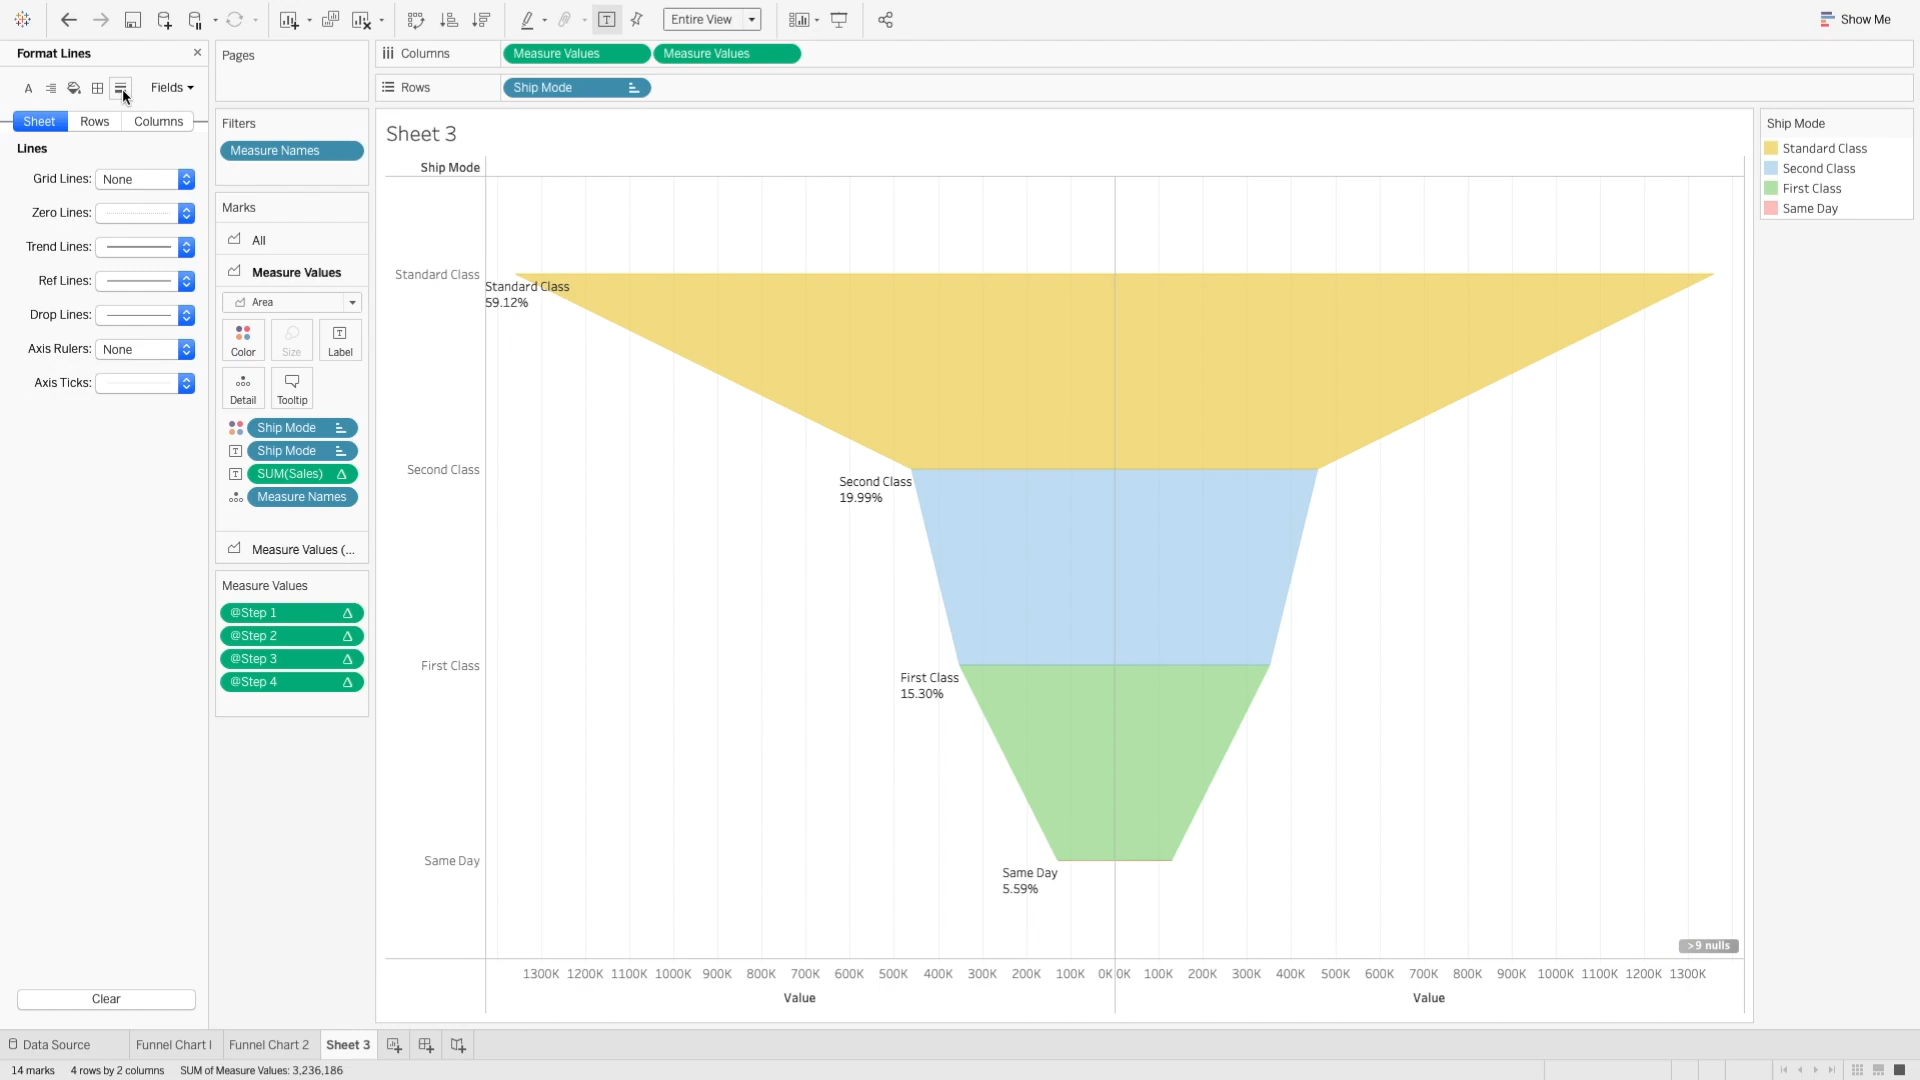 Entire View
Show Me
Format Lines
Fields
Sheet
Rows
Columns
Lines
Grid Lines: None
Zero Lines:
Trend Lines:
Ref Lines:
Drop Lines:
Axis Rulers: None
Axis Ticks:
Clear
Pages
Filters
Measure Names
Marks
All
Measure Values
Area
Color
Size
Label
Detail
Tooltip
Ship Mode
Ship Mode
SUM(Sales)
Measure Names
Measure Values (...
Measure Values
@Step 1
@Step 2
@Step 3
@Step 4
Columns
Measure Values
Measure Values
Rows
Ship Mode
Sheet 3
Ship Mode
Standard Class
Standard Class
59.12%
Second Class
Second Class
19.99%
First Class
First Class
15.30%
Same Day
Same Day
5.59%
>9 nulls
1300K 1200K 1100K 1000K 900K 800K 700K 600K 500K 400K 300K 200K 100K 0K 0K 100K 200K 300K 400K 500K 600K 700K 800K 900K 1000K 1100K 1200K 1300K
Value
Value
Ship Mode
Standard Class
Second Class
First Class
Same Day
Data Source
Funnel Chart I
Funnel Chart 2
Sheet 3
14 marks
4 rows by 2 columns
SUM of Measure Values: 3,236,186